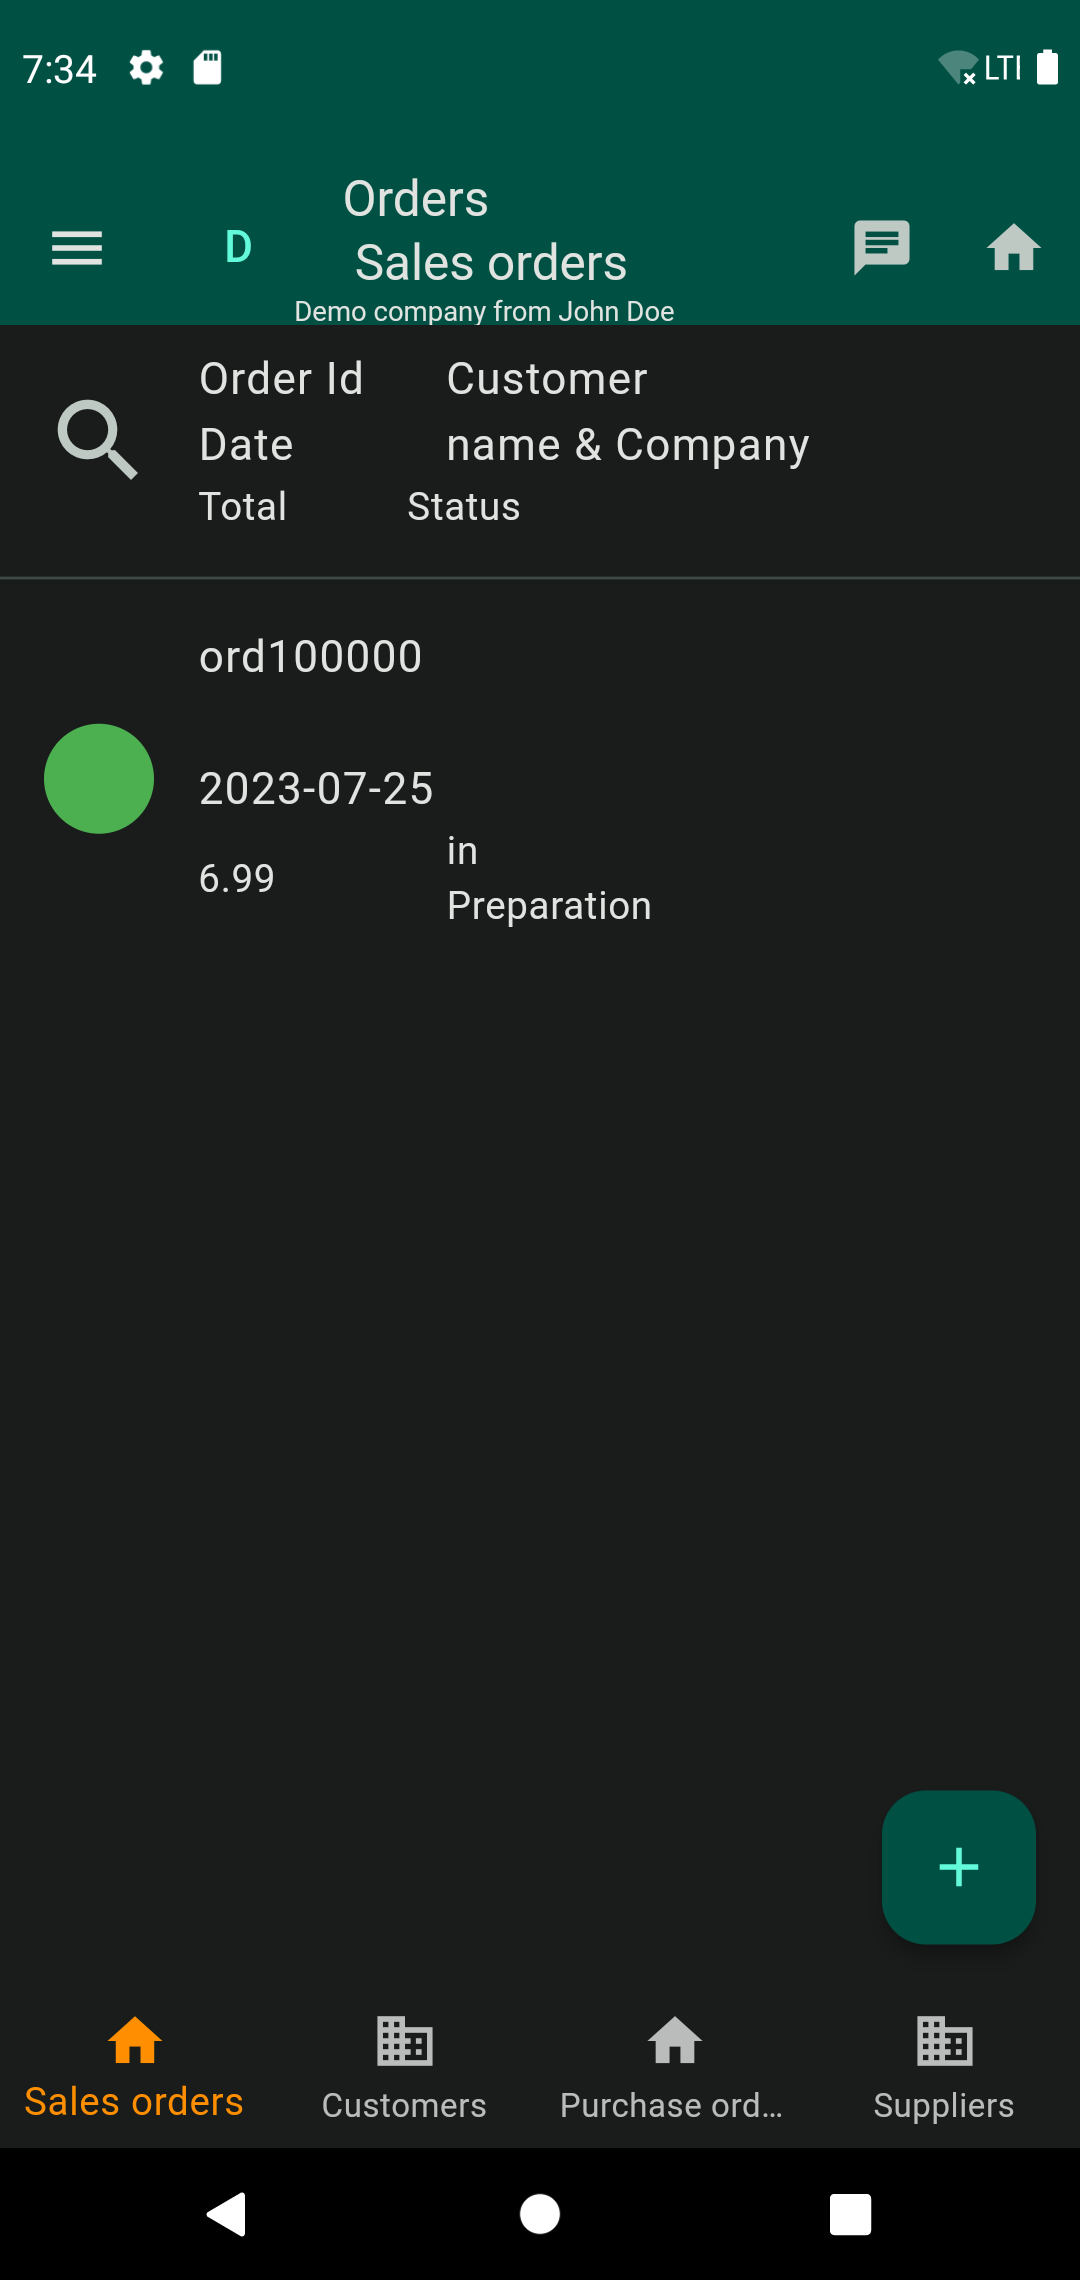 7:34
LTE
D
Orders
Sales orders
Demo company from John Doe
Order Id
Customer
Date
name & Company
Total
Status
ord100000
2023-07-25
6.99
in
Preparation
+
Sales orders
Customers
Purchase ord...
Suppliers